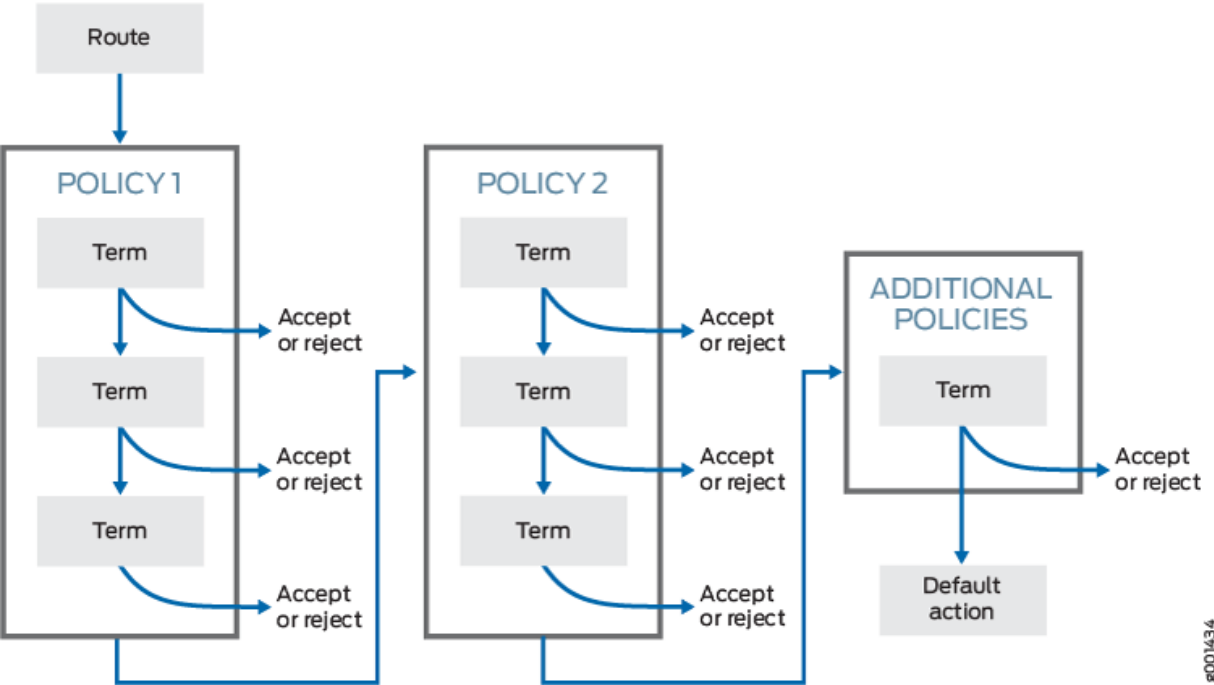 Route
POLICY 1
Term
Accept
or reject
Term
Accept
or reject
Term
Accept
or reject
POLICY 2
Term
Accept
or reject
Term
Accept
or reject
Term
Accept
or reject
ADDITIONAL
POLICIES
Term
Accept
or reject
Default
action
g001434